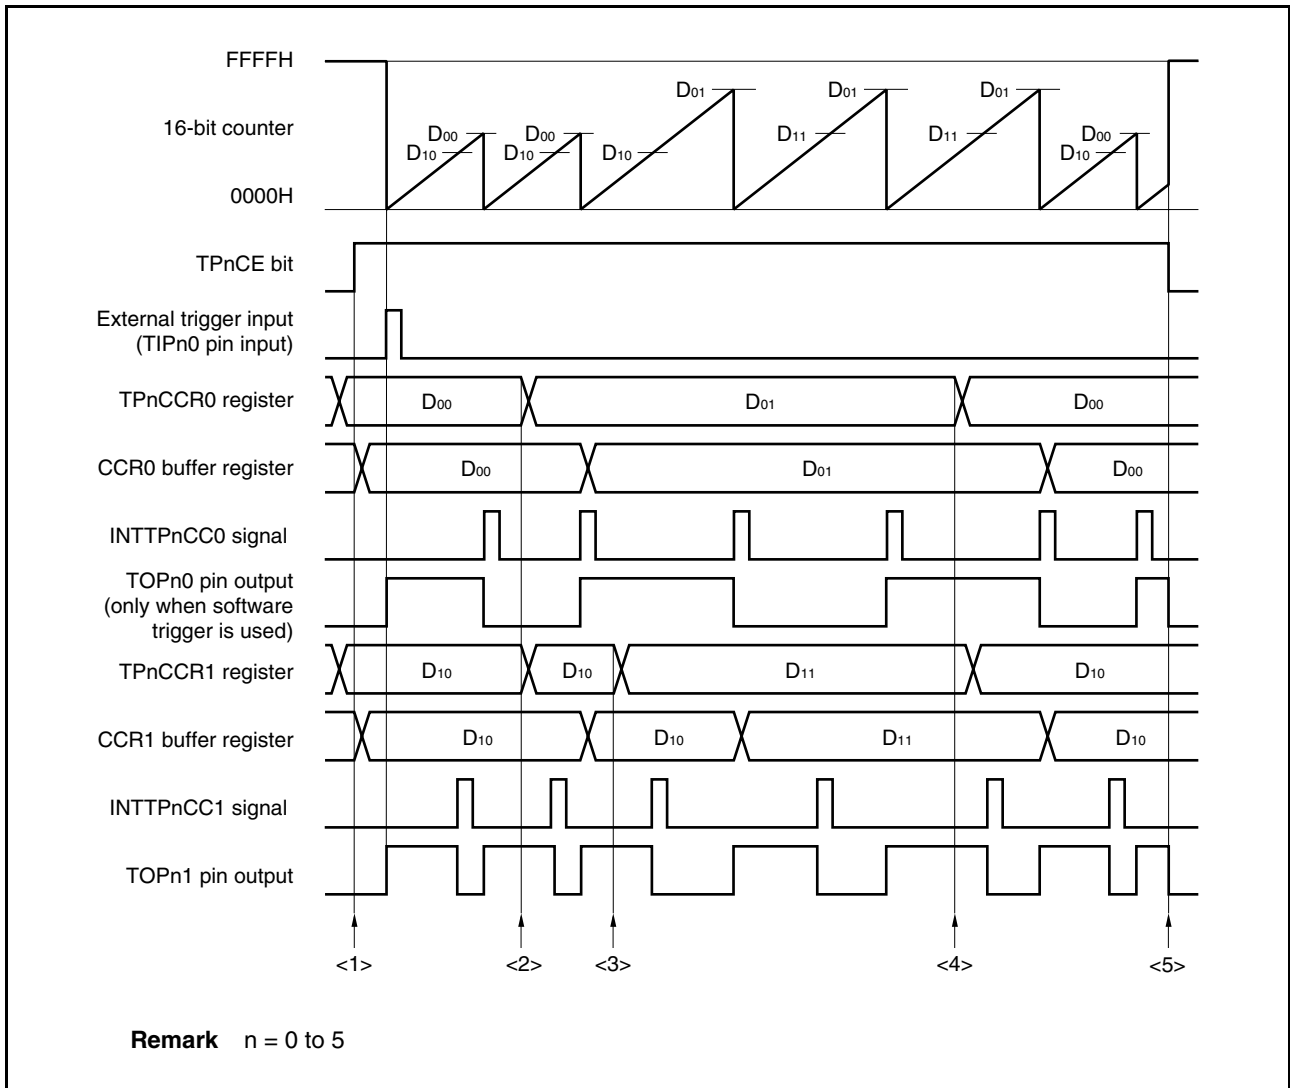 FFFFH
D01 D01 D01
16-bit counter
D00 D00 D11 D11 D00
D10 D10 D10 D10
0000H
TPnCE bit
External trigger input
(TIPn0 pin input)
TPnCCR0 register D00 D01 D00
CCR0 buffer register D00 D01 D00
INTTPnCC0 signal
TOPn0 pin output
(only when software
trigger is used)
TPnCCR1 register D10 D10 D11 D10
CCR1 buffer register D10 D10 D11 D10
INTTPnCC1 signal
TOPn1 pin output
<1> <2> <3> <4> <5>
Remark n = 0 to 5